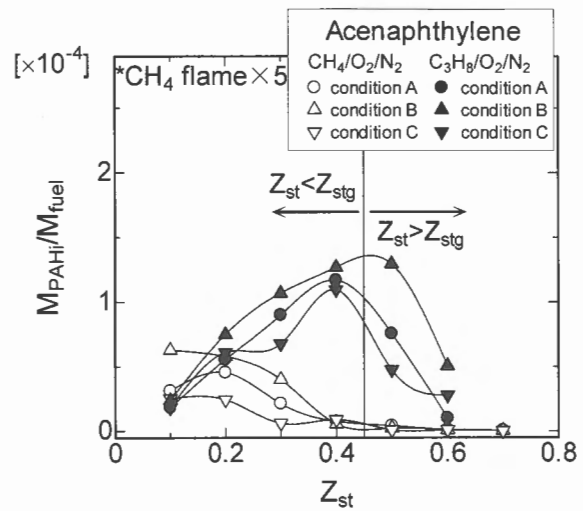 [×10⁻⁴]
*CH₄ flame×5
Acenaphthylene
CH₄/O₂/N₂ C₃H₈/O₂/N₂
condition A condition A
condition B condition B
condition C condition C
Zst<Zstg
Zst>Zstg
MPAHi/Mfuel
2
1
0
0 0.2 0.4 0.6 0.8
Zst